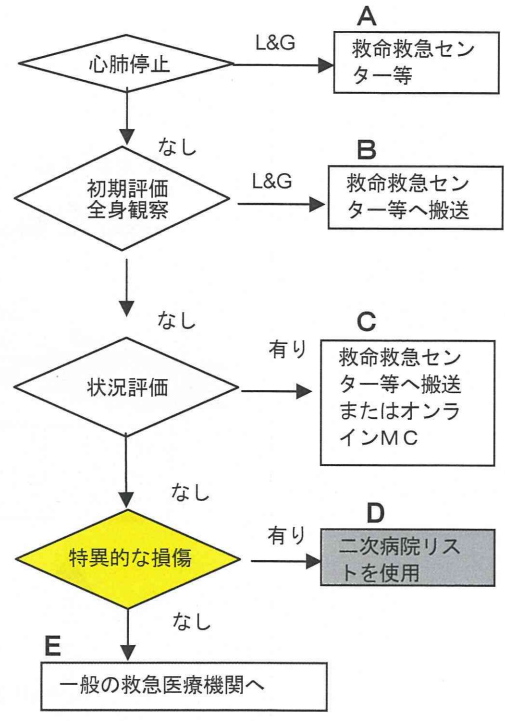 A
心肺停止
L&G
救命救急セン
ター等
なし
B
初期評価
全身観察
L&G
救命救急セン
ター等へ搬送
なし
C
状況評価
有り
救命救急セン
ター等へ搬送
またはオンラ
インMC
なし
D
特異的な損傷
有り
二次病院リス
トを使用
なし
E
一般の救急医療機関へ